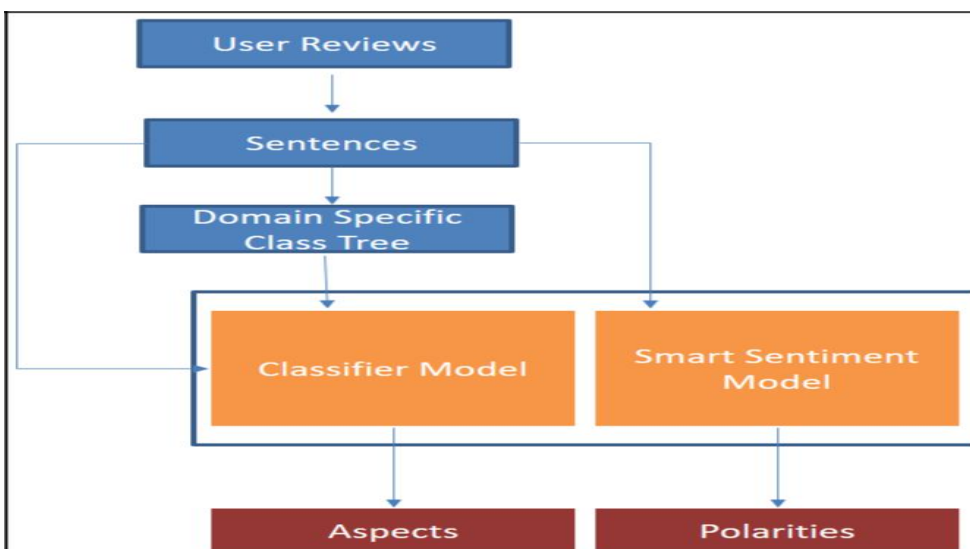 User Reviews
Sentences
Domain Specific
Class Tree
Classifier Model
Smart Sentiment
Model
Aspects
Polarities